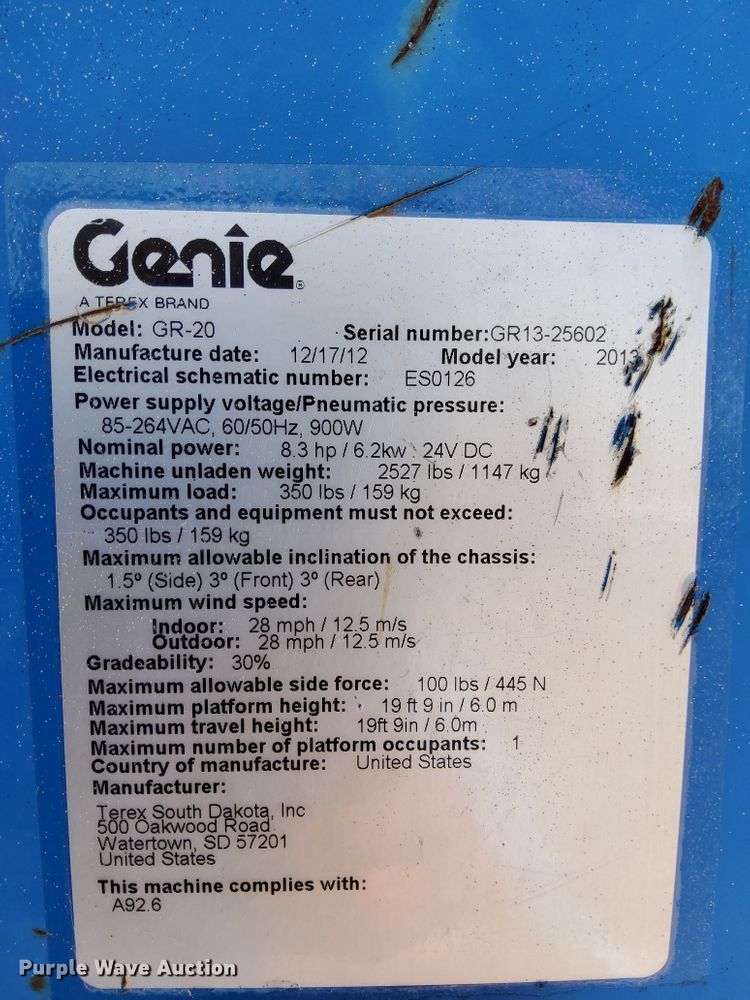 Genie®
A TEREX BRAND
Model: GR-20 Serial number:GR13-25602
Manufacture date: 12/17/12 Model year: 2013
Electrical schematic number: ES0126
Power supply voltage/Pneumatic pressure:
85-264VAC, 60/50Hz, 900W
Nominal power: 8.3 hp / 6.2kw : 24V DC
Machine unladen weight: 2527 lbs / 1147 kg
Maximum load: 350 lbs / 159 kg
Occupants and equipment must not exceed:
350 lbs / 159 kg
Maximum allowable inclination of the chassis:
1.5º (Side) 3º (Front) 3º (Rear)
Maximum wind speed:
Indoor: 28 mph / 12.5 m/s
Outdoor: 28 mph / 12.5 m/s
Gradeability: 30%
Maximum allowable side force: 100 lbs / 445 N
Maximum platform height: 19 ft 9 in / 6.0 m
Maximum travel height: 19ft 9in / 6.0m
Maximum number of platform occupants: 1
Country of manufacture: United States
Manufacturer:
Terex South Dakota, Inc
500 Oakwood Road
Watertown, SD 57201
United States
This machine complies with:
A92.6
Purple Wave Auction